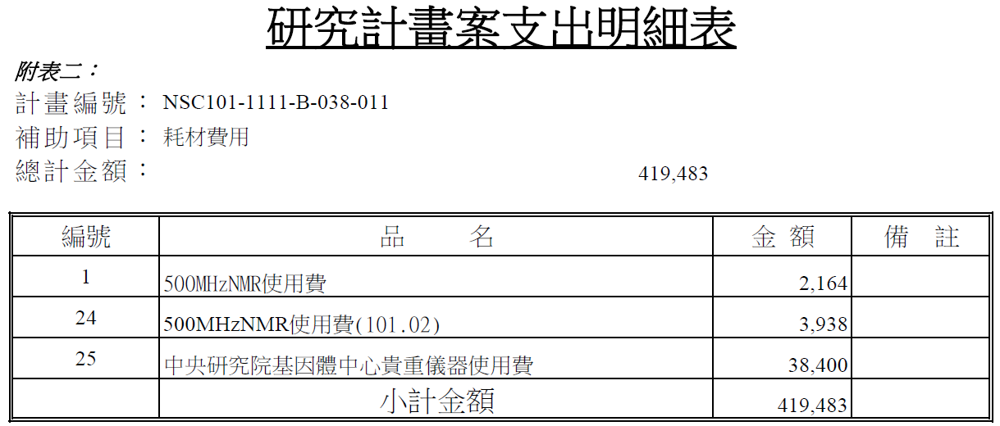 研究計畫案支出明細表
附表二：
計畫編號： NSC101-1111-B-038-011
補助項目： 耗材費用
總計金額： 419,483
編號 品 名 金 額 備 註
1 500MHzNMR使用費 2,164
24 500MHzNMR使用費(101.02) 3,938
25 中央研究院基因體中心貴重儀器使用費 38,400
小計金額 419,483